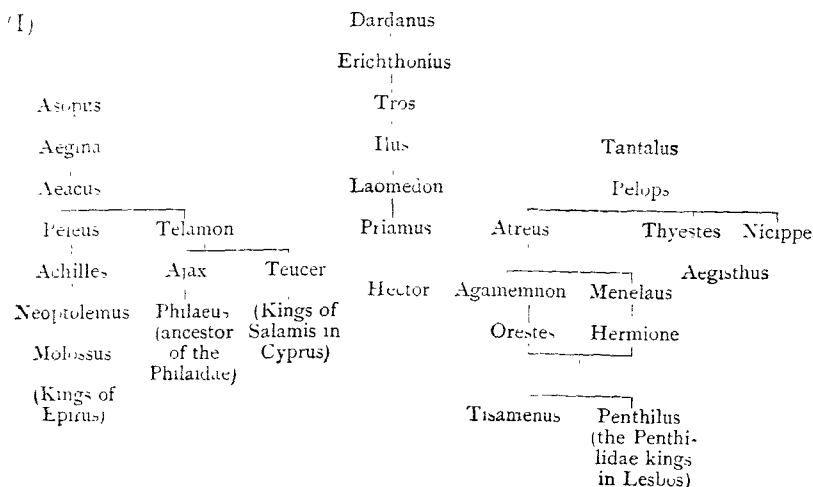 (I)
Dardanus
Erichthonius
Asopus Tros
Aegina Ilus Tantalus
Aeacus Laomedon Pelops
Peleus Telamon Priamus Atreus Thyestes Nicippe
Achilles Ajax Teucer Hector Agamemnon Menelaus Aegisthus
Neoptolemus Philaeus (Kings of Orestes Hermione
(ancestor Salamis in
Molossus of the Cyprus)
Philaidae)
(Kings of
Epirus)
Tisamenus Penthilus
(the Penthi-
lidae kings
in Lesbos)